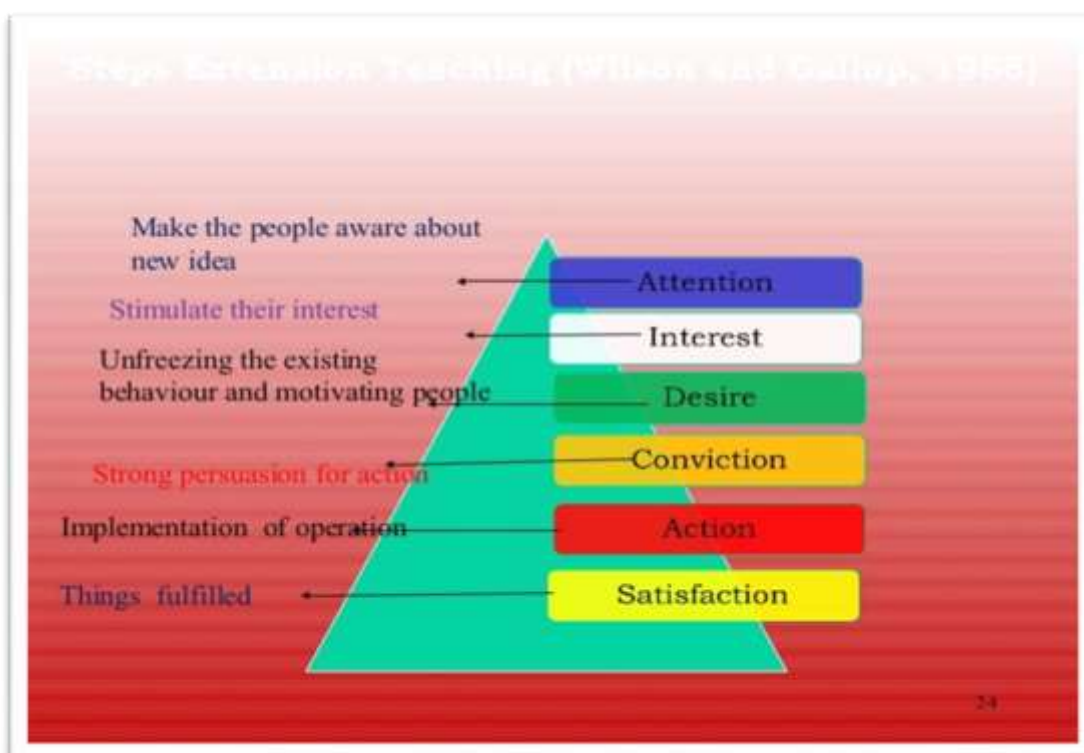 Steps Extension Teaching (Wilson and Gallup, 1955)
Make the people aware about
new idea
Attention
Stimulate their interest
Interest
Unfreezing the existing
behaviour and motivating people
Desire
Strong persuasion for action
Conviction
Implementation of operation
Action
Things fulfilled
Satisfaction
24